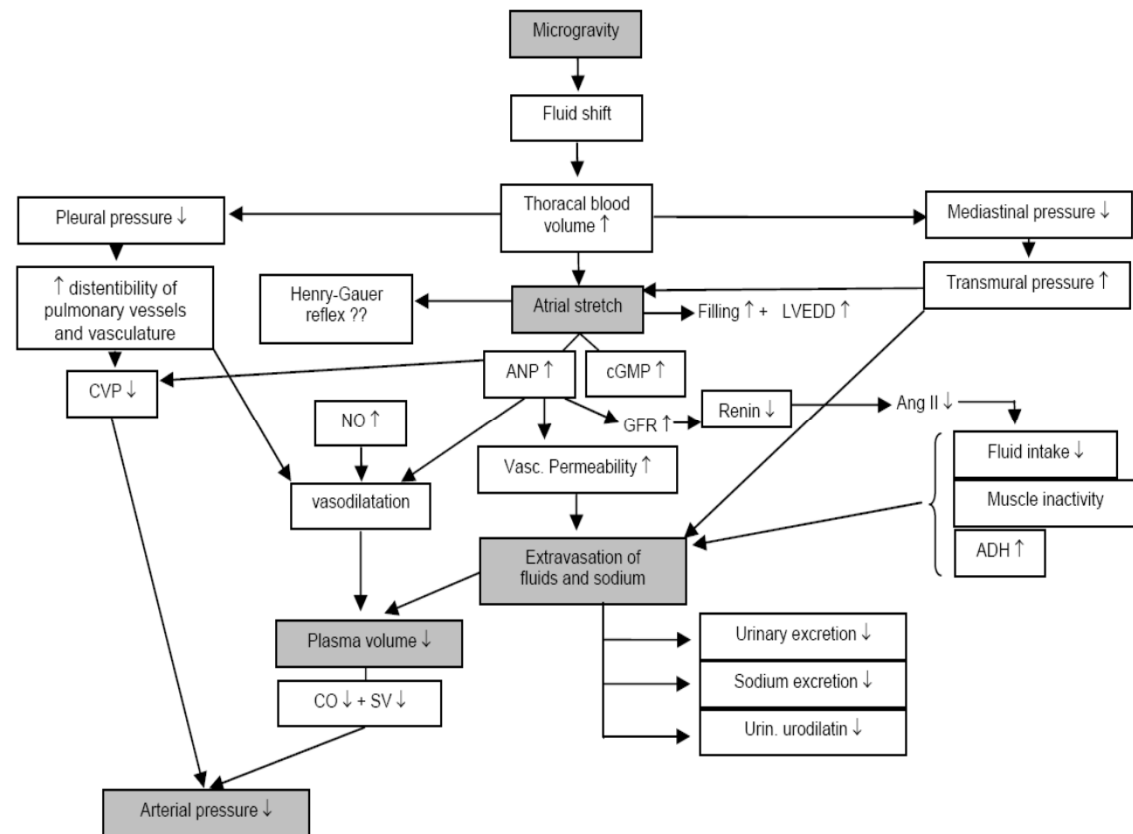 Microgravity
Fluid shift
Thoracal blood
volume ↑
Pleural pressure ↓
Mediastinal pressure ↓
↑ distentibility of
pulmonary vessels
and vasculature
Henry-Gauer
reflex ??
Atrial stretch
Filling ↑ + LVEDD ↑
Transmural pressure ↑
CVP ↓
ANP ↑
cGMP ↑
NO ↑
GFR ↑
Renin ↓
Ang II ↓
vasodilatation
Vasc. Permeability ↑
Fluid intake ↓
Muscle inactivity
ADH ↑
Extravasation of
fluids and sodium
Plasma volume ↓
CO ↓ + SV ↓
Urinary excretion ↓
Sodium excretion ↓
Urin. urodilatin ↓
Arterial pressure ↓